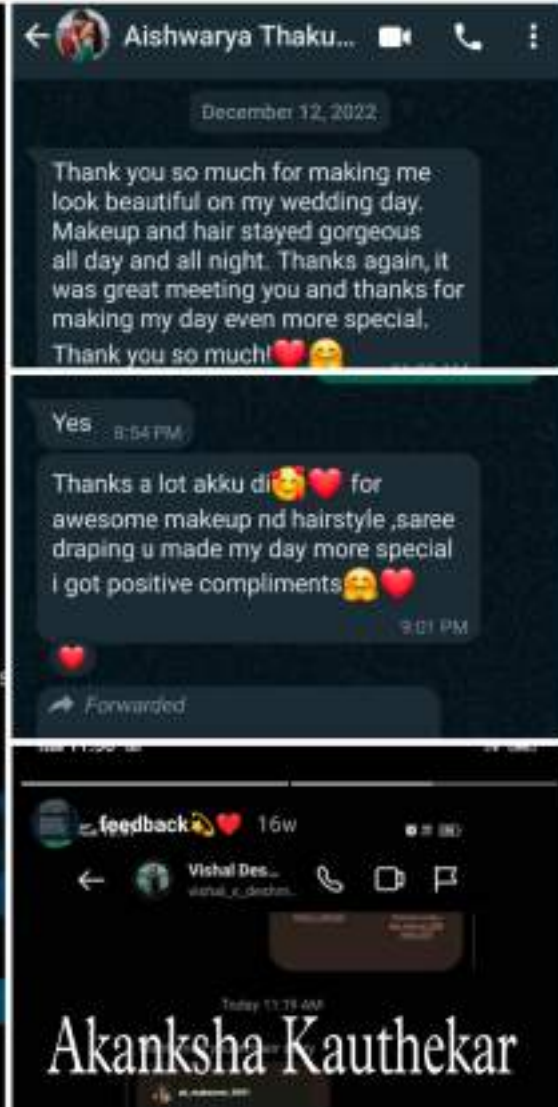 Aishwarya Thaku...
December 12, 2022
Thank you so much for making me
look beautiful on my wedding day.
Makeup and hair stayed gorgeous
all day and all night. Thanks again, it
was great meeting you and thanks for
making my day even more special.
Thank you so much!❤️🤗
Yes 8:54 PM
Thanks a lot akku di🥰❤️ for
awesome makeup nd hairstyle ,saree
draping u made my day more special
i got positive compliments🤗❤️
9:01 PM
❤️
Forwarded
feedback💫❤️ 16w
Vishal Des...
Today 11:19 AM
Akanksha Kauthekar